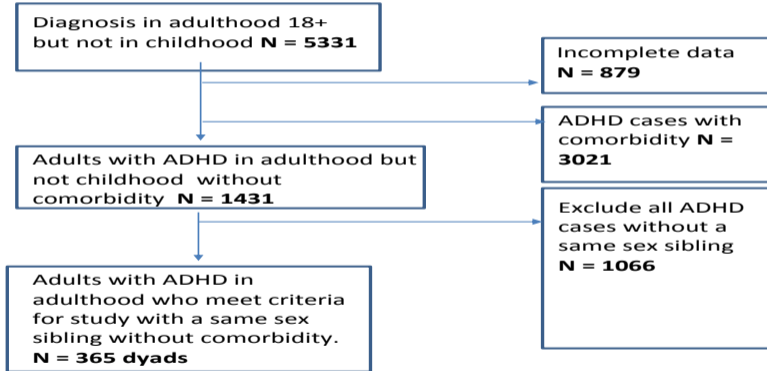 Diagnosis in adulthood 18+
but not in childhood N = 5331
Incomplete data
N = 879
ADHD cases with
comorbidity N =
3021
Adults with ADHD in adulthood but
not childhood without
comorbidity N = 1431
Exclude all ADHD
cases without a
same sex sibling
N = 1066
Adults with ADHD in
adulthood who meet criteria
for study with a same sex
sibling without comorbidity.
N = 365 dyads